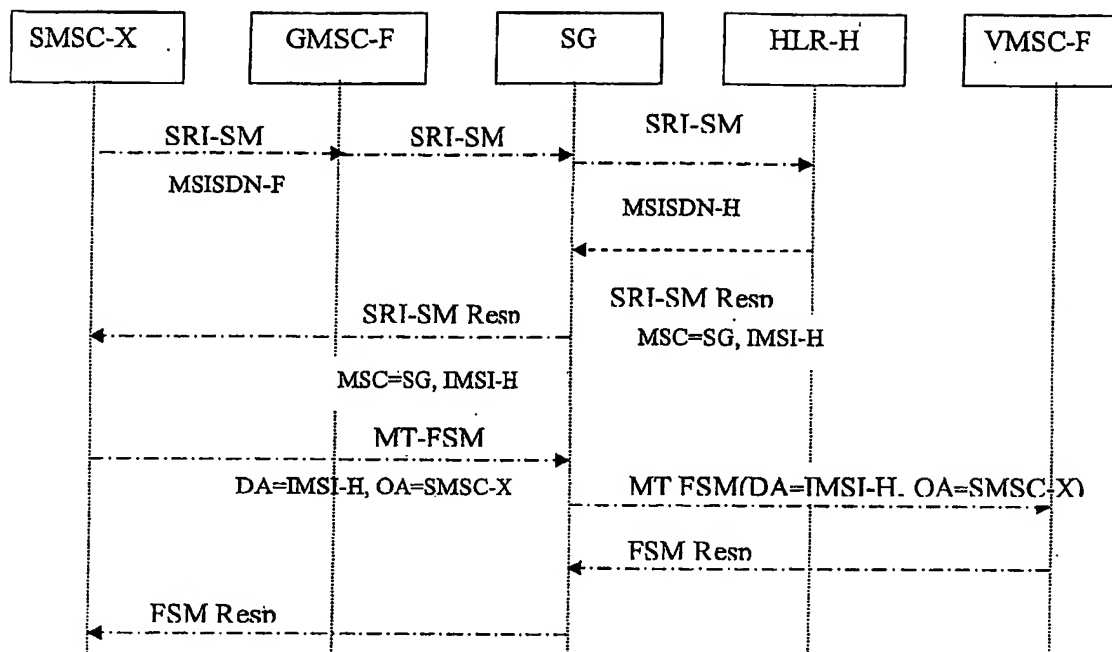 SMSC-X
GMSC-F
SG
HLR-H
VMSC-F
SRI-SM
SRI-SM
SRI-SM
MSISDN-F
MSISDN-H
SRI-SM Resp
SRI-SM Resp
MSC=SG, IMSI-H
MSC=SG, IMSI-H
MT-FSM
DA=IMSI-H, OA=SMSC-X
MT FSM(DA=IMSI-H, OA=SMSC-X)
FSM Resp
FSM Resp